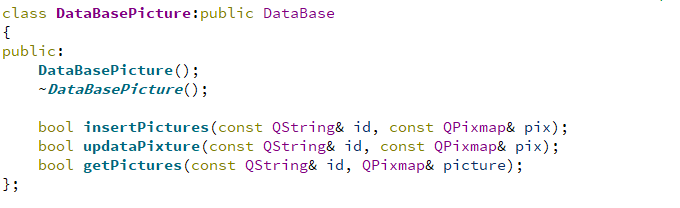 class DataBasePicture:public DataBase
{
public:
    DataBasePicture();
    ~DataBasePicture();

    bool insertPictures(const QString& id, const QPixmap& pix);
    bool updataPixture(const QString& id, const QPixmap& pix);
    bool getPictures(const QString& id, QPixmap& picture);
};